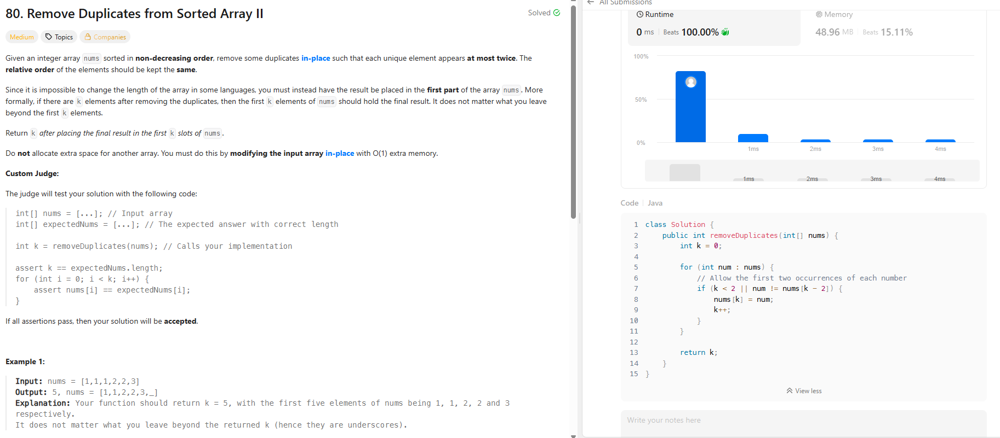 80. Remove Duplicates from Sorted Array II
Solved
Medium Topics Companies
Given an integer array nums sorted in non-decreasing order, remove some duplicates in-place such that each unique element appears at most twice. The
relative order of the elements should be kept the same.
Since it is impossible to change the length of the array in some languages, you must instead have the result be placed in the first part of the array nums. More
formally, if there are k elements after removing the duplicates, then the first k elements of nums should hold the final result. It does not matter what you leave
beyond the first k elements.
Return k after placing the final result in the first k slots of nums.
Do not allocate extra space for another array. You must do this by modifying the input array in-place with O(1) extra memory.
Custom Judge:
The judge will test your solution with the following code:
int[] nums = [...]; // Input array
int[] expectedNums = [...]; // The expected answer with correct length
int k = removeDuplicates(nums); // Calls your implementation
assert k == expectedNums.length;
for (int i = 0; i < k; i++) {
    assert nums[i] == expectedNums[i];
}
If all assertions pass, then your solution will be accepted.
Example 1:
Input: nums = [1,1,1,2,2,3]
Output: 5, nums = [1,1,2,2,3,_]
Explanation: Your function should return k = 5, with the first five elements of nums being 1, 1, 2, 2 and 3
respectively.
It does not matter what you leave beyond the returned k (hence they are underscores).
All Submissions
Runtime
0 ms Beats 100.00%
Memory
48.96 MB Beats 15.11%
100%
50%
0%
1ms 2ms 3ms 4ms
1ms 2ms 3ms 4ms
Code Java
1 class Solution {
2     public int removeDuplicates(int[] nums) {
3         int k = 0;
4
5         for (int num : nums) {
6             // Allow the first two occurrences of each number
7             if (k < 2 || num != nums[k - 2]) {
8                 nums[k] = num;
9                 k++;
10             }
11         }
12
13         return k;
14     }
15 }
View less
Write your notes here